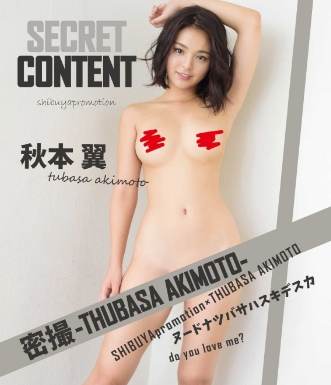 SECRET
CONTENT
shibuyapromotion
秋本 翼
tubasa akimoto
密撮-THUBASA AKIMOTO-
SHIBUYApromotion×THUBASA AKIMOTO
ヌードナツバサハスキデスカ
do you love me?